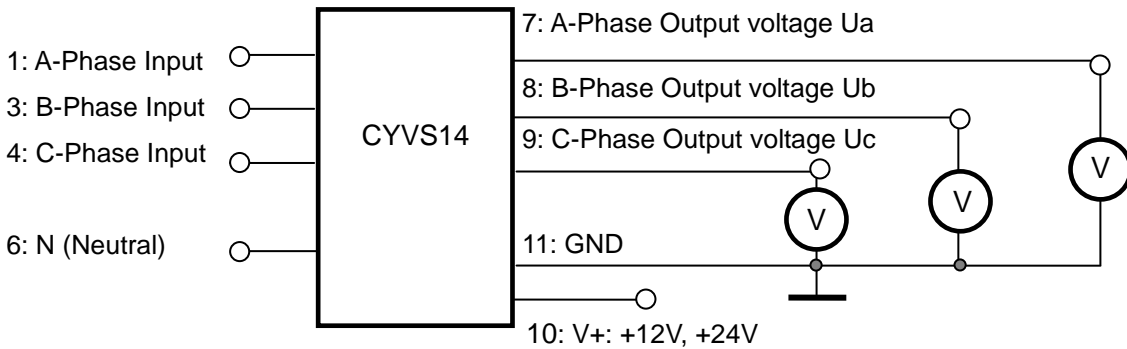 7: A-Phase Output voltage Ua
1: A-Phase Input
8: B-Phase Output voltage Ub
3: B-Phase Input
CYVS14
9: C-Phase Output voltage Uc
4: C-Phase Input
V
V
V
6: N (Neutral)
11: GND
10: V+: +12V, +24V